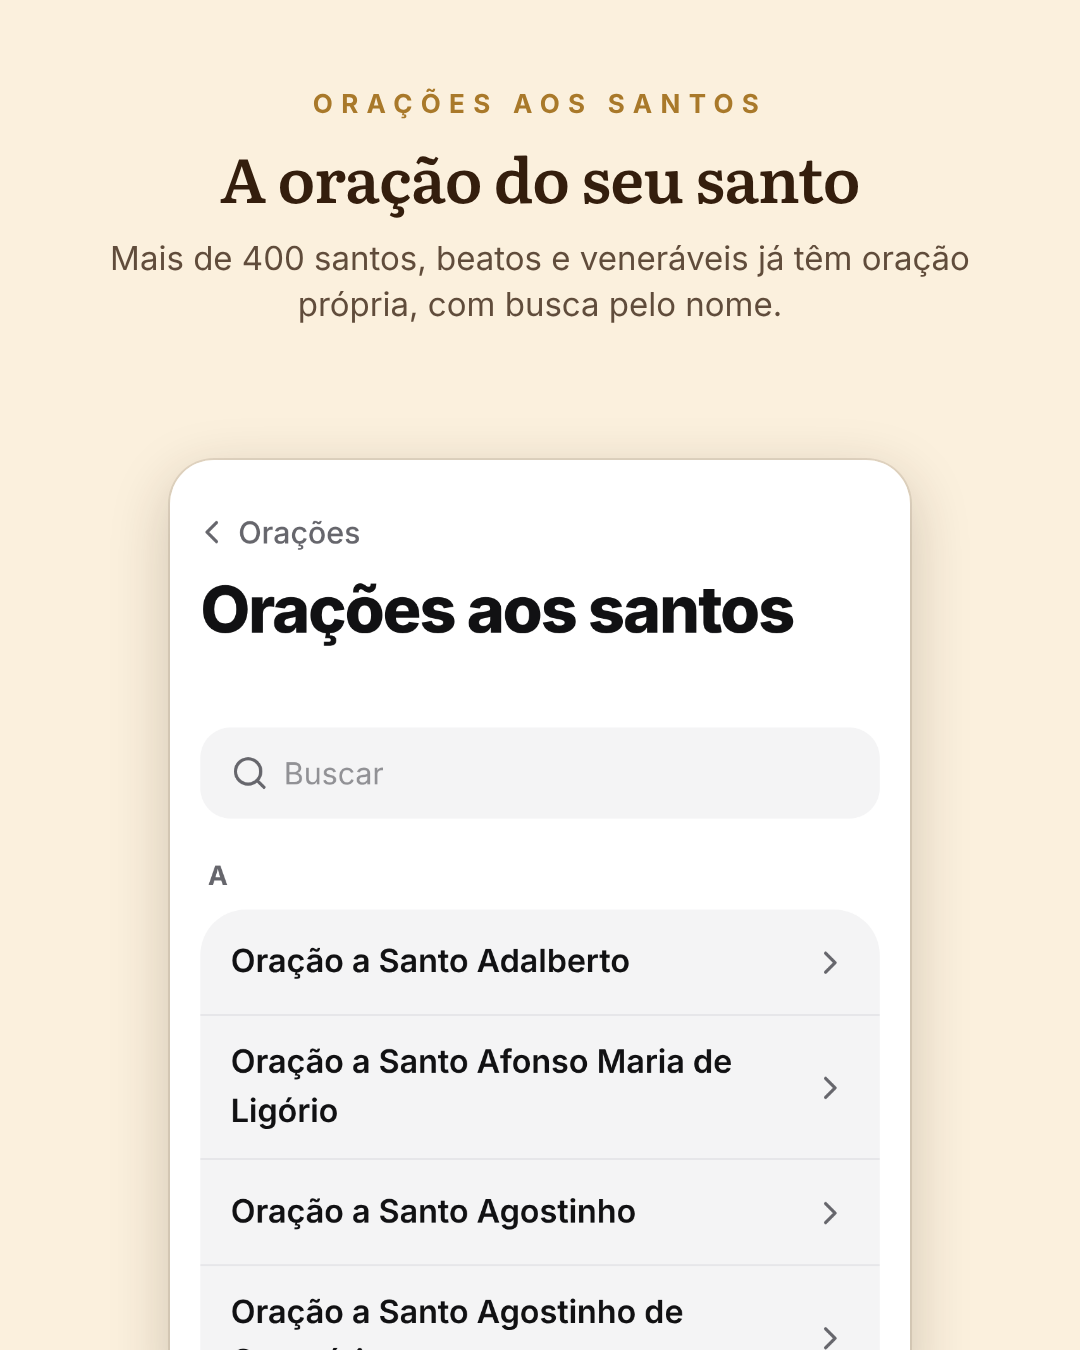 ORAÇÕES AOS SANTOS
A oração do seu santo
Mais de 400 santos, beatos e veneráveis já têm oração
própria, com busca pelo nome.
Orações
Orações aos santos
Buscar
A
Oração a Santo Adalberto
Oração a Santo Afonso Maria de
Ligório
Oração a Santo Agostinho
Oração a Santo Agostinho de